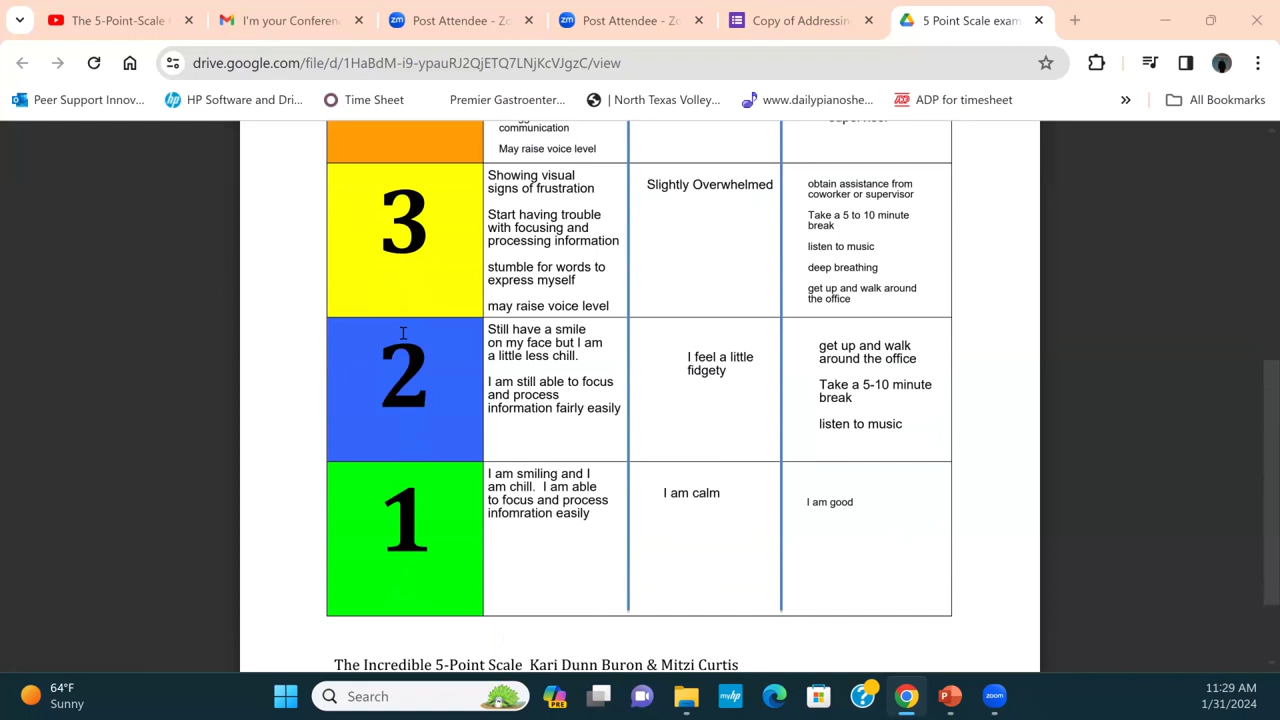 The 5-Point-Scale
I'm your Conferen
Post Attendee - Zo
Post Attendee - Zo
Copy of Addressin
5 Point Scale exam
drive.google.com/file/d/1HaBdM-i9-ypauRJ2QjETQ7LNjKcVJgzC/view
Peer Support Innov...
HP Software and Dri...
Time Sheet
Premier Gastroenter...
| North Texas Volley...
www.dailypianoshe...
ADP for timesheet
All Bookmarks
communication
May raise voice level
3
Showing visual
signs of frustration
Start having trouble
with focusing and
processing information
stumble for words to
express myself
may raise voice level
Slightly Overwhelmed
obtain assistance from
coworker or supervisor
Take a 5 to 10 minute
break
listen to music
deep breathing
get up and walk around
the office
2
Still have a smile
on my face but I am
a little less chill.
I am still able to focus
and process
information fairly easily
I feel a little
fidgety
get up and walk
around the office
Take a 5-10 minute
break
listen to music
1
I am smiling and I
am chill. I am able
to focus and process
infomration easily
I am calm
I am good
The Incredible 5-Point Scale Kari Dunn Buron & Mitzi Curtis
64°F
Sunny
Search
PRE
11:29 AM
1/31/2024